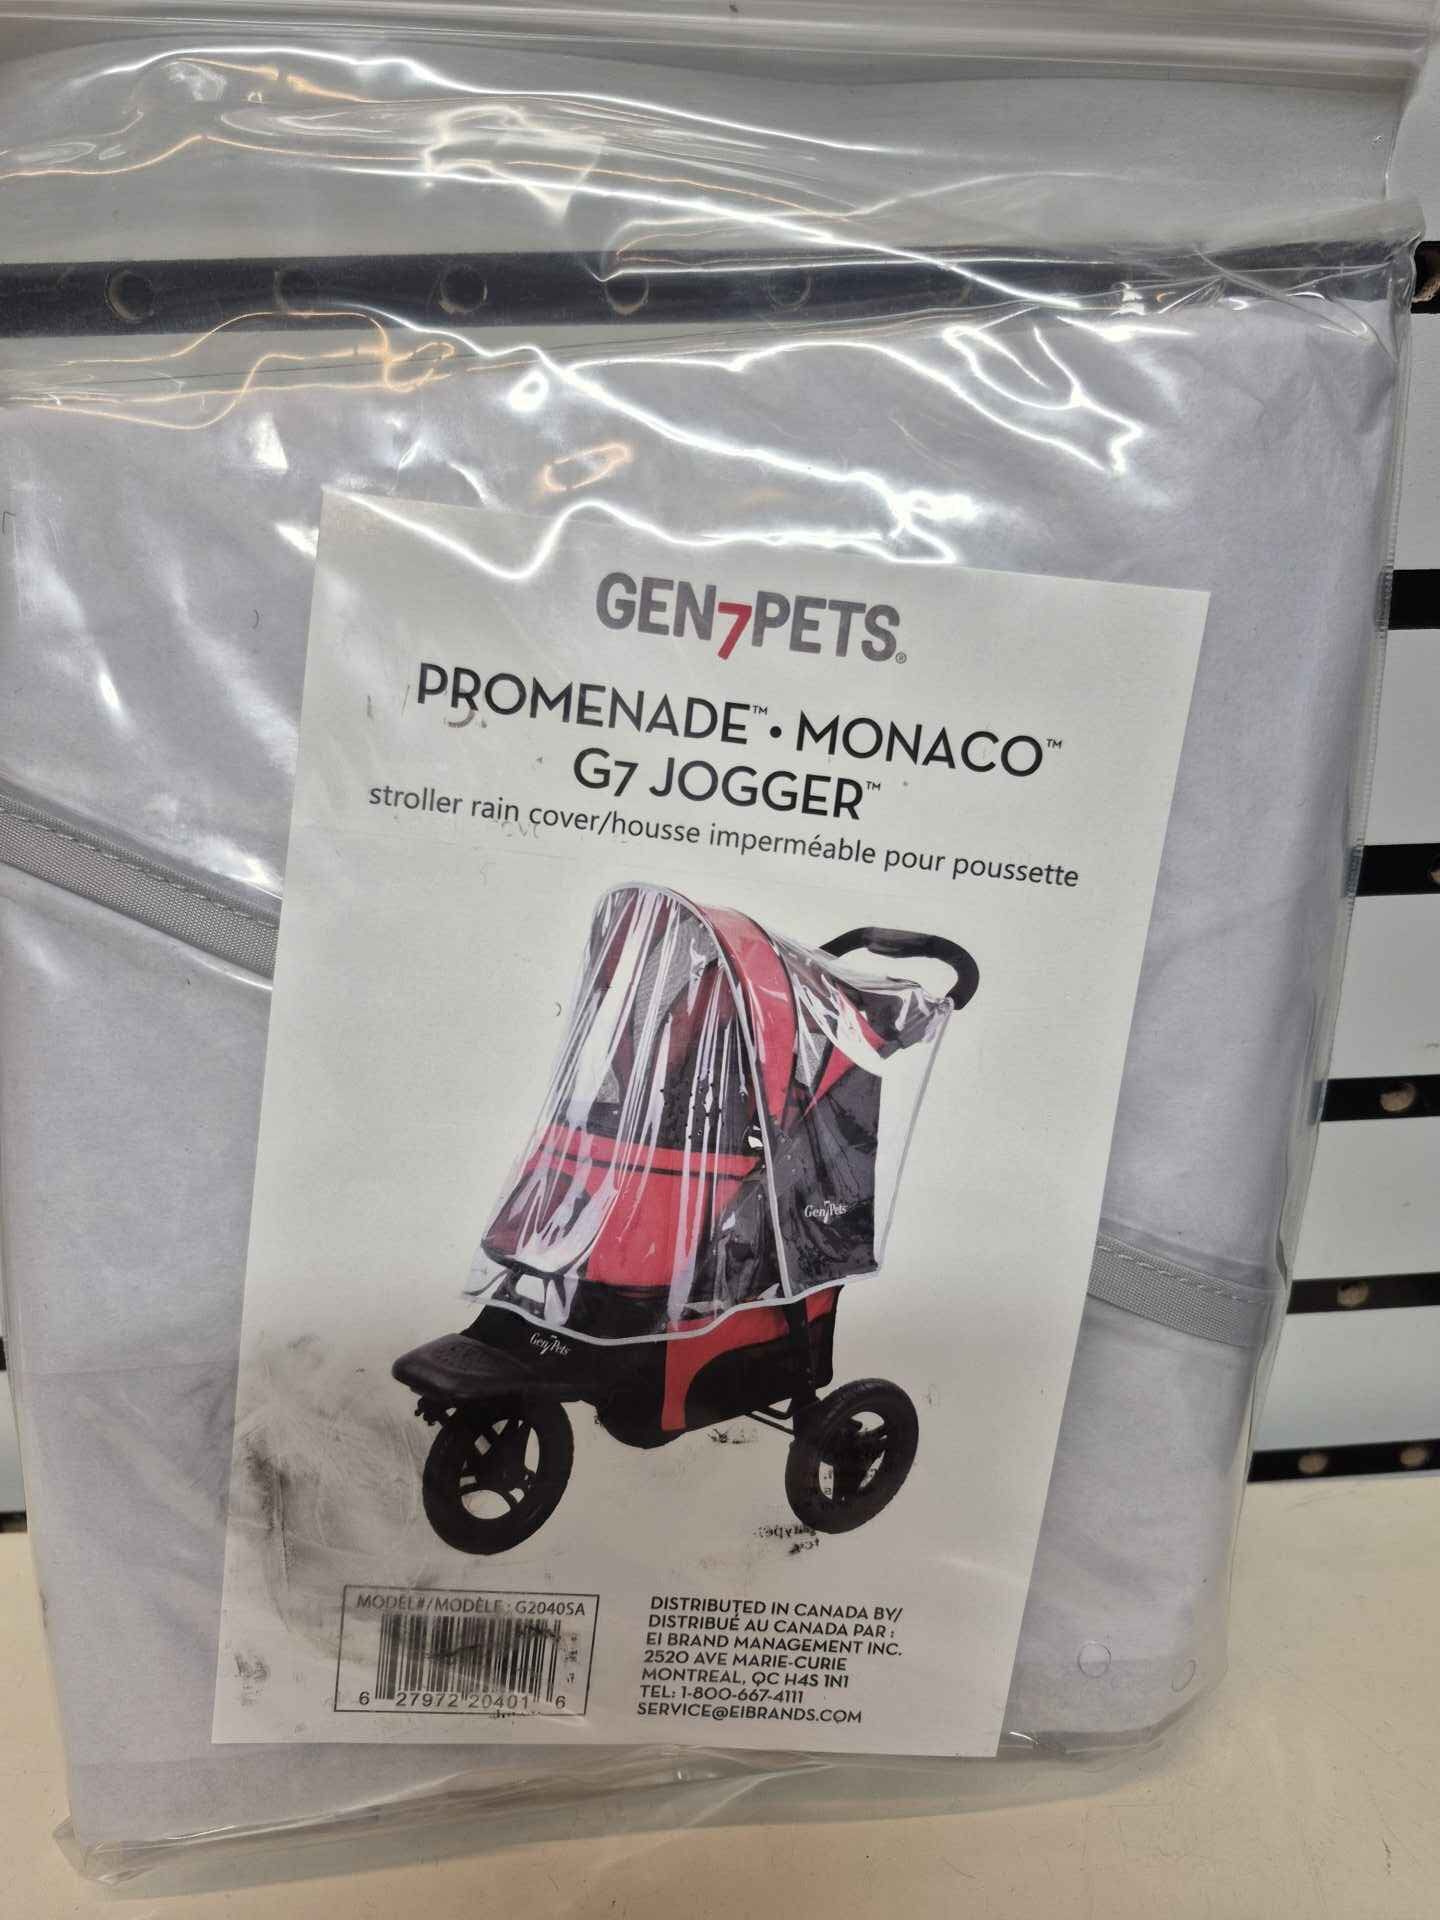 GEN7PETS®
PROMENADE™ • MONACO™
G7 JOGGER™
stroller rain cover/housse imperméable pour poussette
Gen7Pets
Gen7Pets
MODEL#/MODÈLE : G2040SA
6 27972 20401 6
DISTRIBUTED IN CANADA BY/
DISTRIBUÉ AU CANADA PAR :
EI BRAND MANAGEMENT INC.
2520 AVE MARIE-CURIE
MONTREAL, QC H4S 1N1
TEL: 1-800-667-4111
SERVICE@EIBRANDS.COM